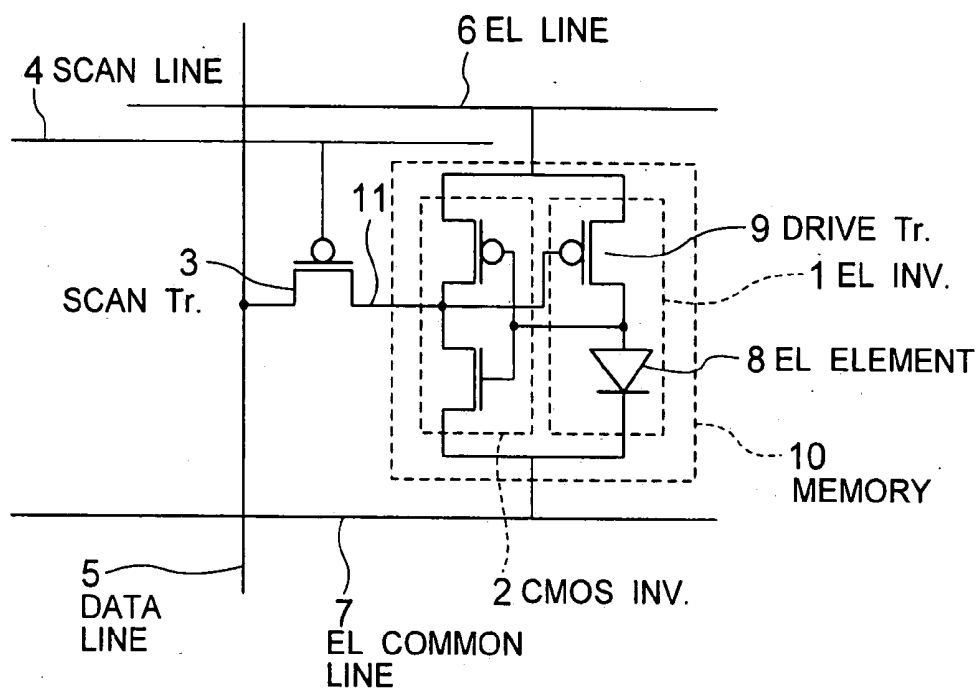 6 EL LINE
4 SCAN LINE
11
3
SCAN Tr.
9 DRIVE Tr.
1 EL INV.
8 EL ELEMENT
10
MEMORY
5
DATA
LINE
7
EL COMMON
LINE
2 CMOS INV.